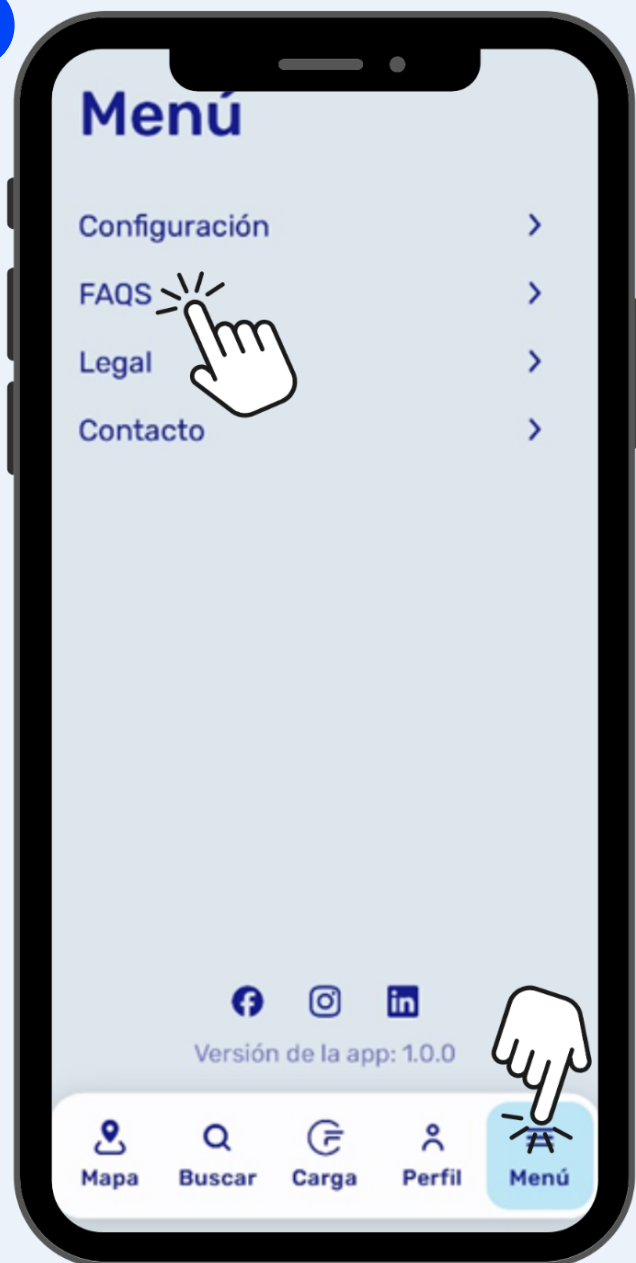 Menú
Configuración
FAQS
Legal
Contacto
Versión de la app: 1.0.0
Mapa Buscar Carga Perfil Menú